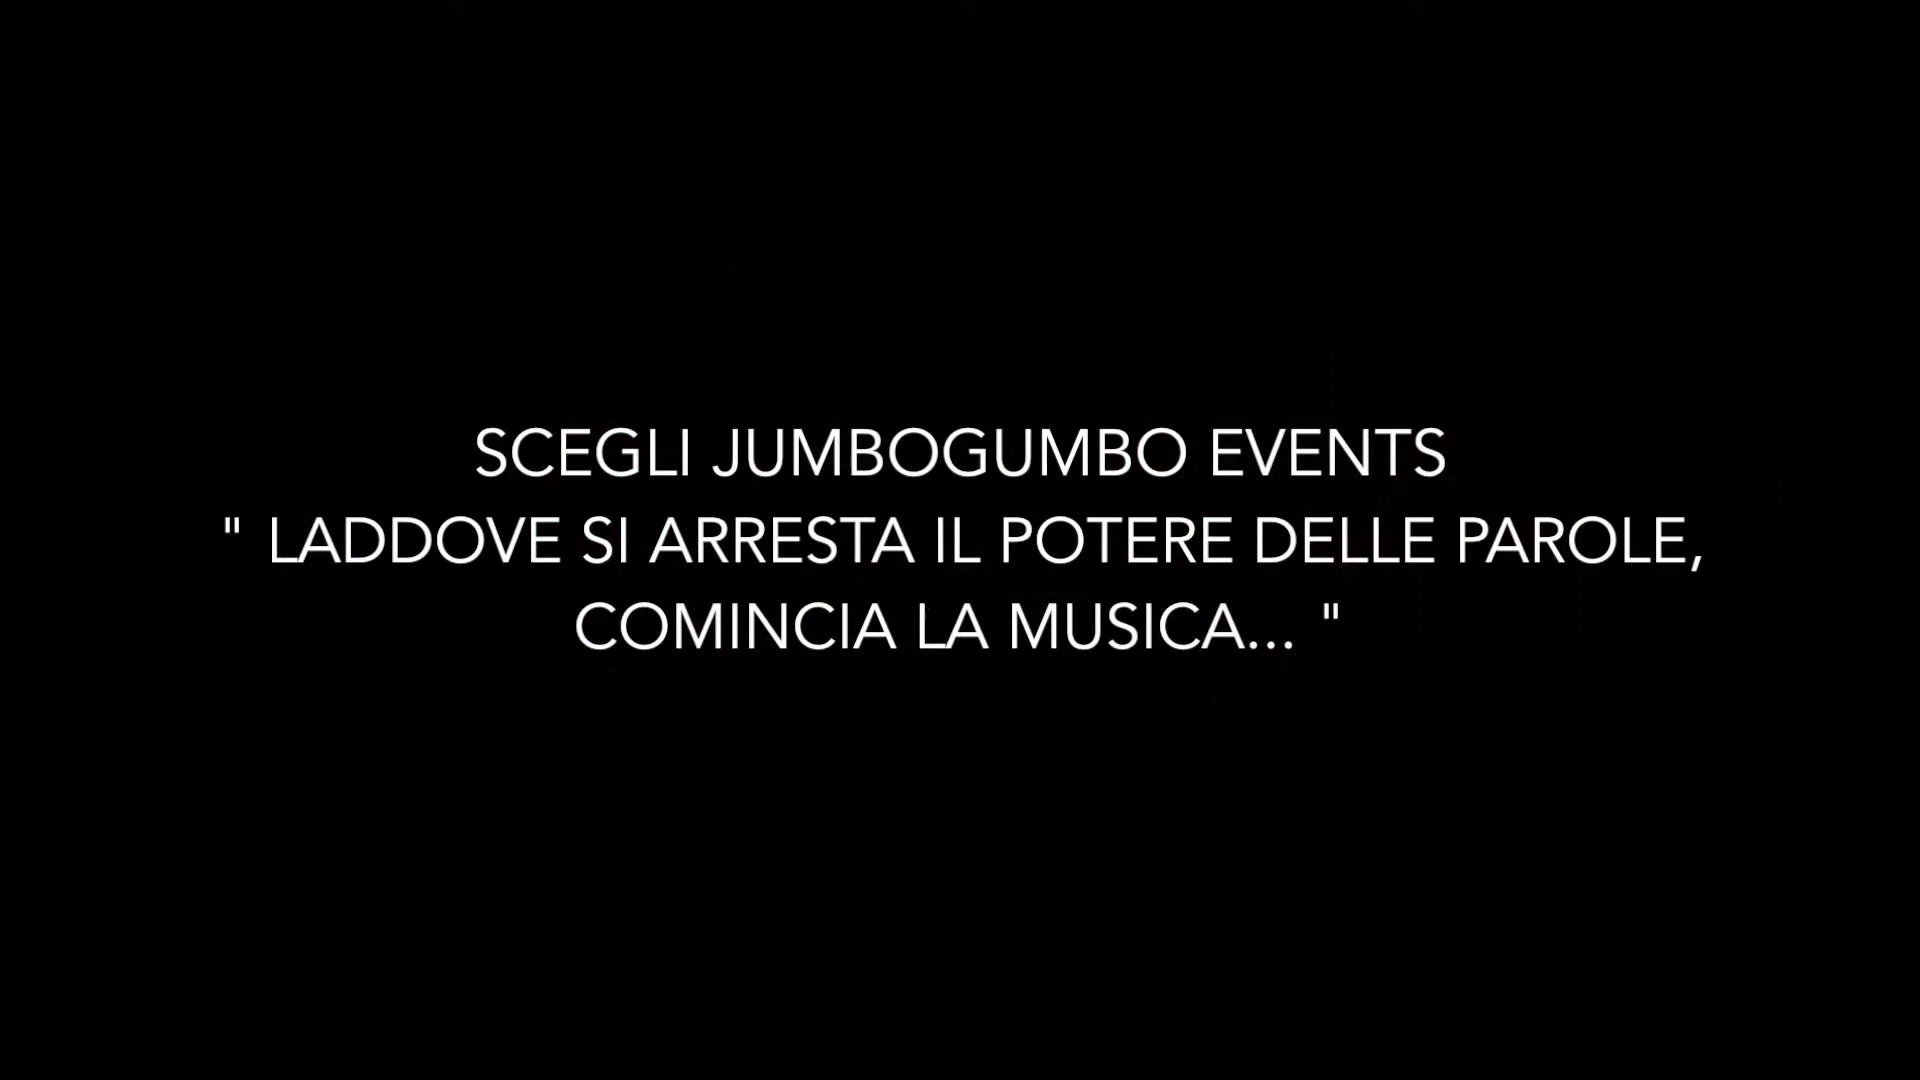 SCEGLI JUMBOGUMBO EVENTS
" LADDOVE SI ARRESTA IL POTERE DELLE PAROLE,
COMINCIA LA MUSICA... "